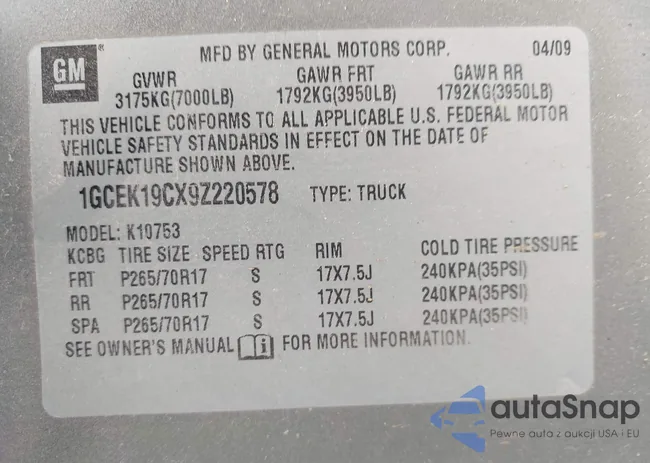 GM ® MFD BY GENERAL MOTORS CORP. 04/09
GVWR GAWR FRT GAWR RR
3175KG(7000LB) 1792KG(3950LB) 1792KG(3950LB)
THIS VEHICLE CONFORMS TO ALL APPLICABLE U.S. FEDERAL MOTOR
VEHICLE SAFETY STANDARDS IN EFFECT ON THE DATE OF
MANUFACTURE SHOWN ABOVE.
1GCEK19CX9Z220578 TYPE: TRUCK
MODEL: K10753
KCBG TIRE SIZE SPEED RTG RIM COLD TIRE PRESSURE
FRT P265/70R17 S 17X7.5J 240KPA(35PSI)
RR P265/70R17 S 17X7.5J 240KPA(35PSI)
SPA P265/70R17 S 17X7.5J 240KPA(35PSI)
SEE OWNER'S MANUAL i FOR MORE INFORMATION.
autaSnap
Pewne auta z aukcji USA i EU